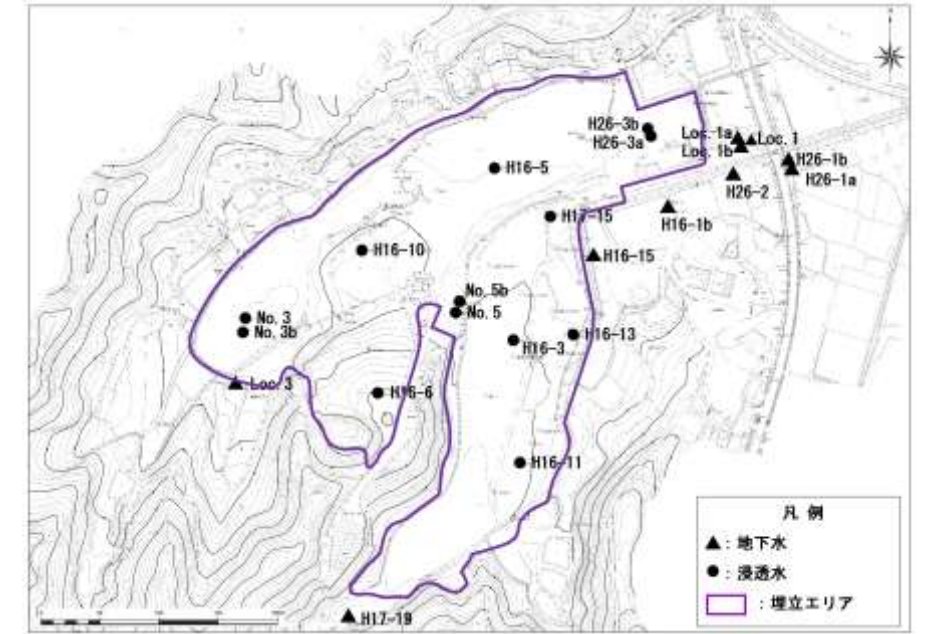 H26-3b
H26-3a
Loc.1a
Loc.1
Loc.1b
H26-1b
H26-1a
H26-2
H16-5
H17-15
H16-1b
H16-10
H16-15
No.5b
No.5
No.3
No.3b
H16-13
H16-3
Loc.3
H16-6
H16-11
H17-19
凡 例
▲: 地下水
●: 浸透水
: 埋立エリア